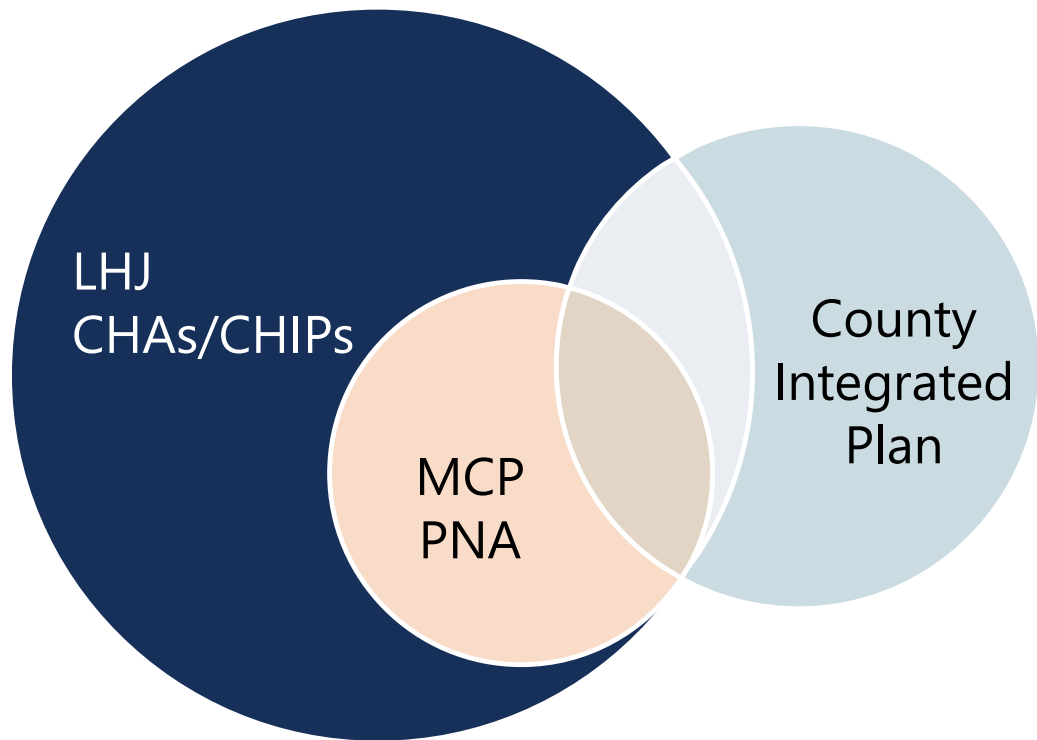 LHJ
CHAs/CHIPs
MCP
PNA
County
Integrated
Plan